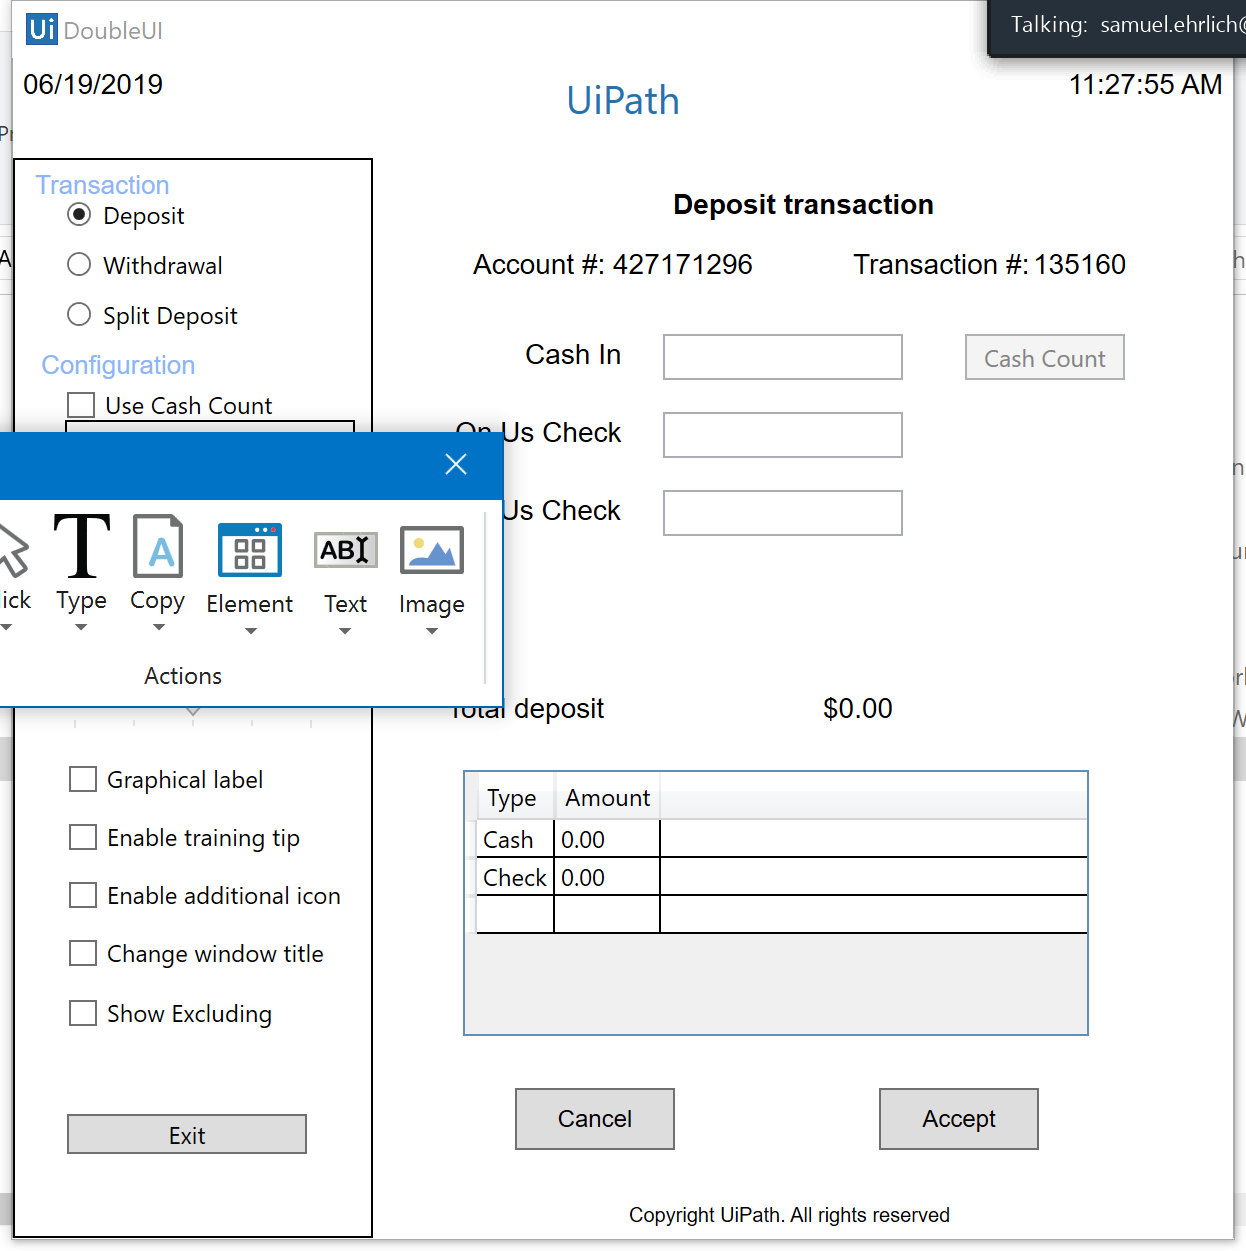 Ui DoubleUI
Talking: samuel.ehrlich@
06/19/2019
UiPath
11:27:55 AM
Transaction
Deposit
Withdrawal
Split Deposit
Configuration
Use Cash Count
Deposit transaction
Account #: 427171296
Transaction #: 135160
Cash In
Cash Count
On Us Check
Us Check
Type
Copy
Element
ABI
Text
Image
Actions
Total deposit
$0.00
Type Amount
Cash 0.00
Check 0.00
Graphical label
Enable training tip
Enable additional icon
Change window title
Show Excluding
Exit
Cancel
Accept
Copyright UiPath. All rights reserved